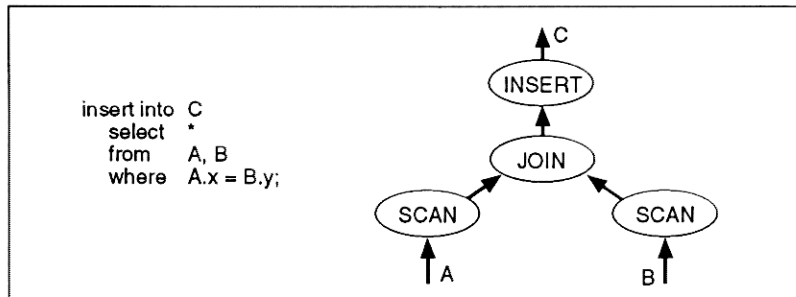 insert into C
select *
from A, B
where A.x = B.y;
C
INSERT
JOIN
SCAN
SCAN
A
B